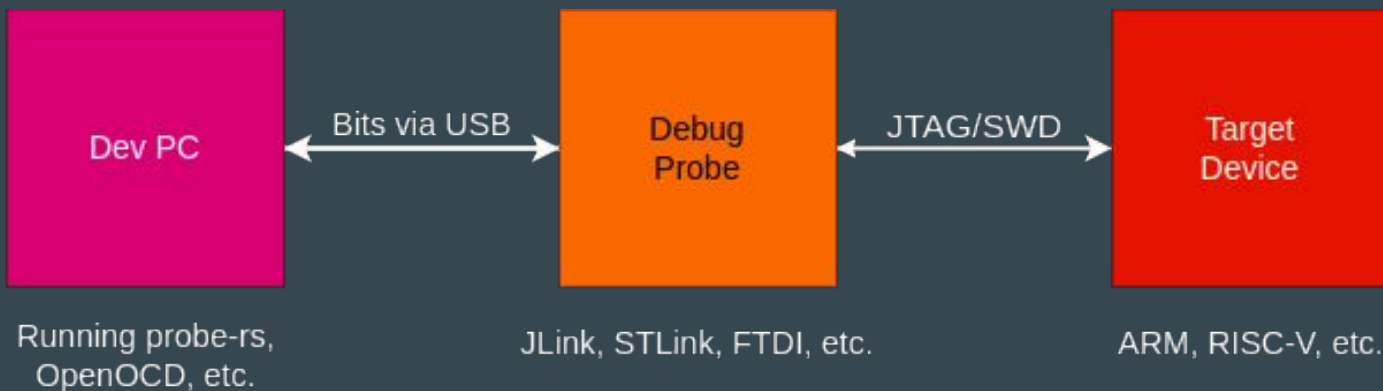 Dev PC
Bits via USB
Debug
Probe
JTAG/SWD
Target
Device
Running probe-rs,
OpenOCD, etc.
JLink, STLink, FTDI, etc.
ARM, RISC-V, etc.